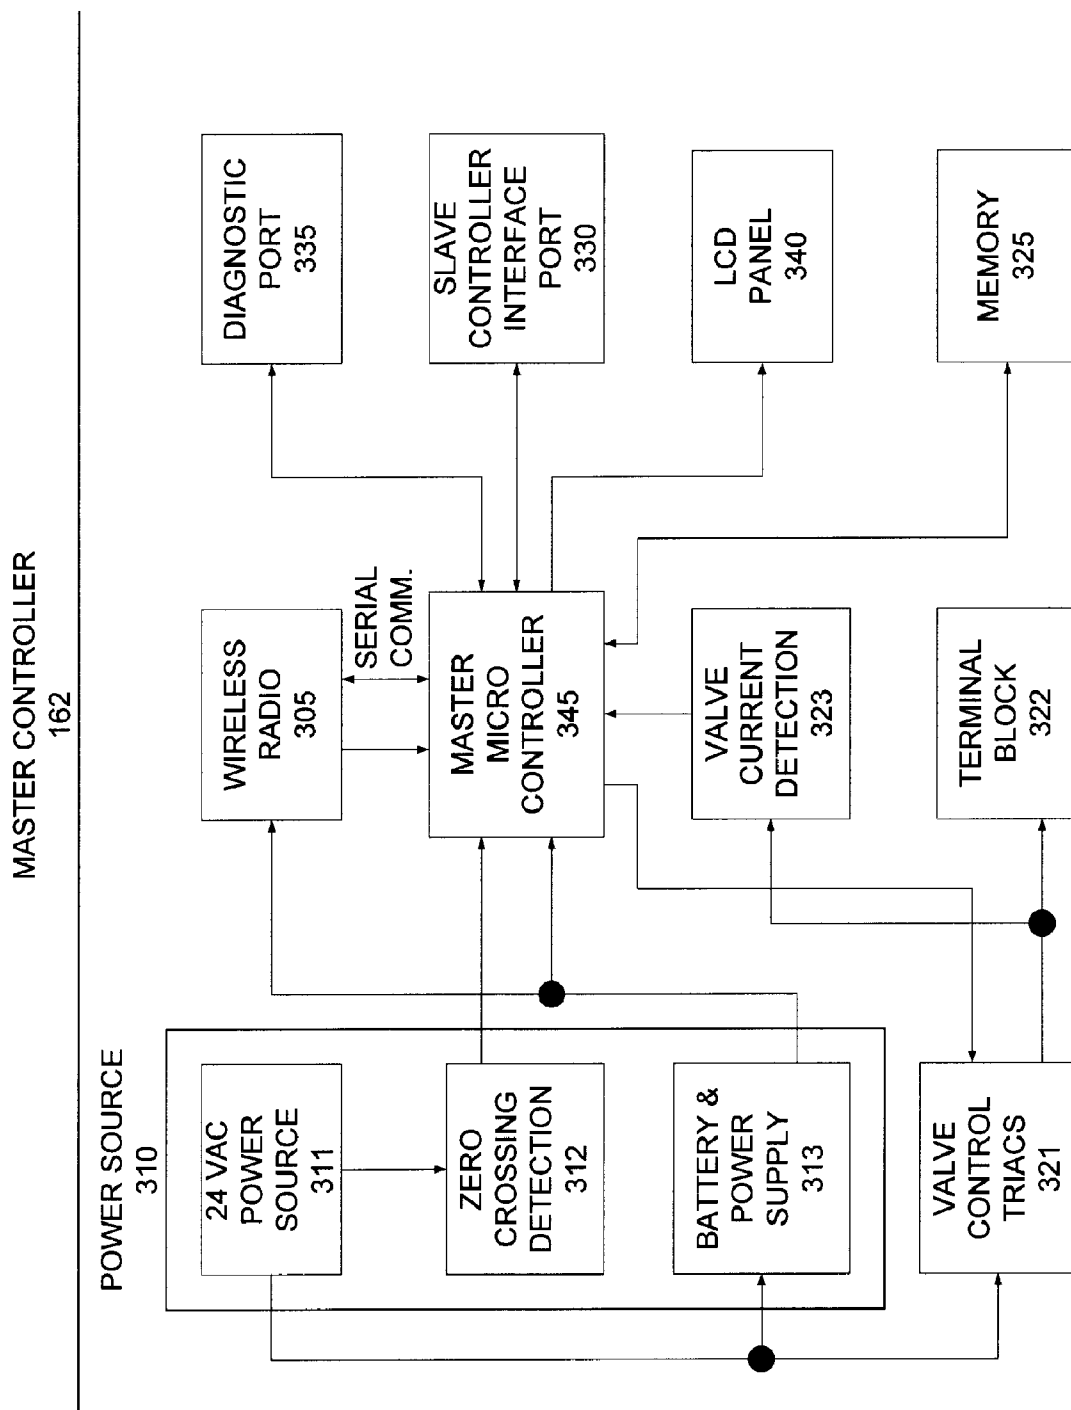 MASTER CONTROLLER
162
POWER SOURCE
310
24 VAC
POWER
SOURCE
311
ZERO
CROSSING
DETECTION
312
BATTERY &
POWER
SUPPLY
313
VALVE
CONTROL
TRIACS
321
WIRELESS
RADIO
305
SERIAL
COMM.
MASTER
MICRO
CONTROLLER
345
VALVE
CURRENT
DETECTION
323
TERMINAL
BLOCK
322
DIAGNOSTIC
PORT
335
SLAVE
CONTROLLER
INTERFACE
PORT
330
LCD
PANEL
340
MEMORY
325